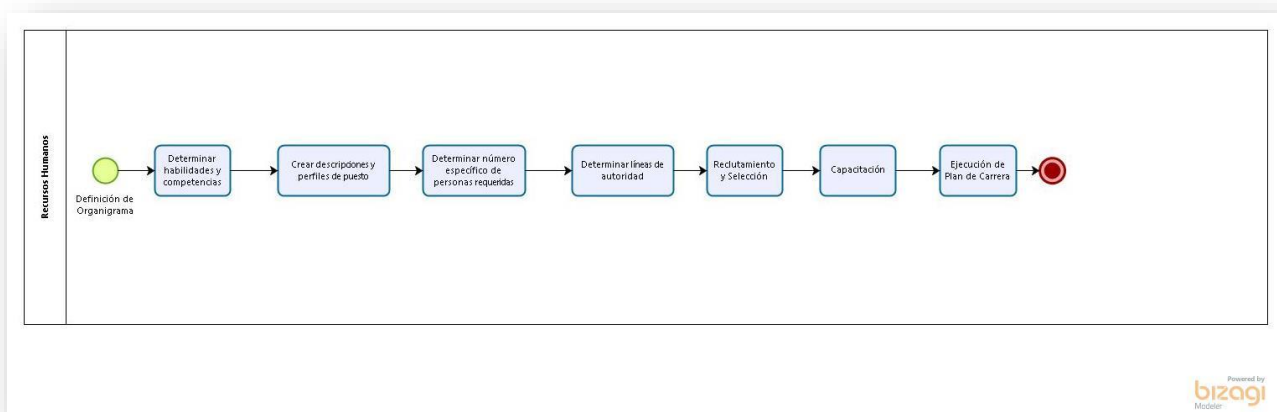 Recursos Humanos
Definición de
Organigrama
Determinar
habilidades y
competencias
Crear descripciones y
perfiles de puesto
Determinar número
específico de
personas requeridas
Determinar líneas de
autoridad
Reclutamiento
y Selección
Capacitación
Ejecución de
Plan de Carrera
Powered by
bizagi
Modeler